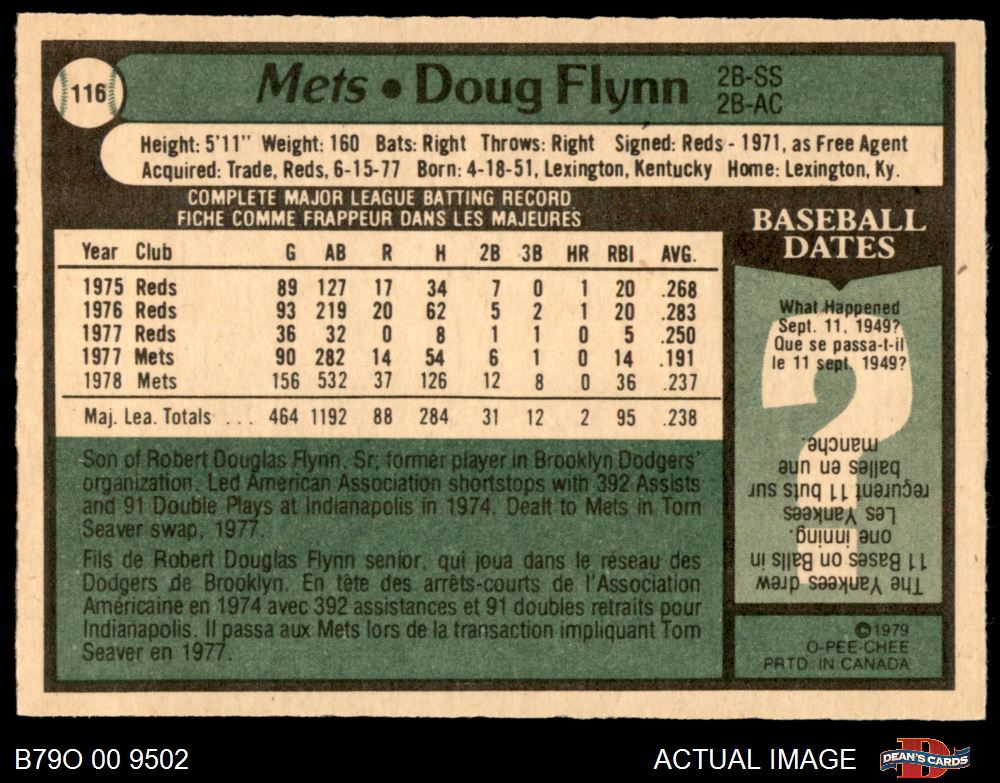 116
Mets • Doug Flynn
2B-SS
2B-AC
Height: 5'11" Weight: 160 Bats: Right Throws: Right Signed: Reds - 1971, as Free Agent
Acquired: Trade, Reds, 6-15-77 Born: 4-18-51, Lexington, Kentucky Home: Lexington, Ky.
COMPLETE MAJOR LEAGUE BATTING RECORD
FICHE COMME FRAPPEUR DANS LES MAJEURES
Year Club G AB R H 2B 3B HR RBI AVG.
1975 Reds 89 127 17 34 7 0 1 20 .268
1976 Reds 93 219 20 62 5 2 1 20 .283
1977 Reds 36 32 0 8 1 1 0 5 .250
1977 Mets 90 282 14 54 6 1 0 14 .191
1978 Mets 156 532 37 126 12 8 0 36 .237
Maj. Lea. Totals ... 464 1192 88 284 31 12 2 95 .238
Son of Robert Douglas Flynn, Sr, former player in Brooklyn Dodgers'
organization. Led American Association shortstops with 392 Assists
and 91 Double Plays at Indianapolis in 1974. Dealt to Mets in Tom
Seaver swap, 1977.
Fils de Robert Douglas Flynn senior, qui joua dans le réseau des
Dodgers de Brooklyn. En tête des arrêts-courts de l'Association
Américaine en 1974 avec 392 assistances et 91 doubles retraits pour
Indianapolis. Il passa aux Mets lors de la transaction impliquant Tom
Seaver en 1977.
BASEBALL
DATES
What Happened
Sept. 11, 1949?
Que se passa-t-il
le 11 sept. 1949?
The Yankees drew
11 Bases on Balls in
one inning.
Les Yankees
reçurent 11 buts sur
balles en une
manche.
©1979
O-PEE-CHEE
PRTD. IN CANADA
B79O 00 9502
ACTUAL IMAGE
DEAN'S CARDS